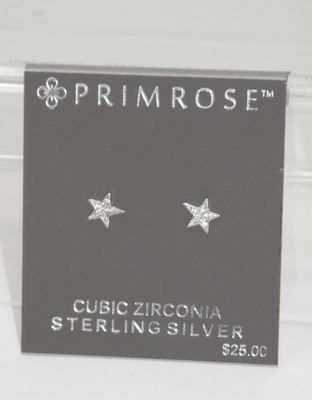 PRIMROSE™
CUBIC ZIRCONIA
STERLING SILVER
$25.00